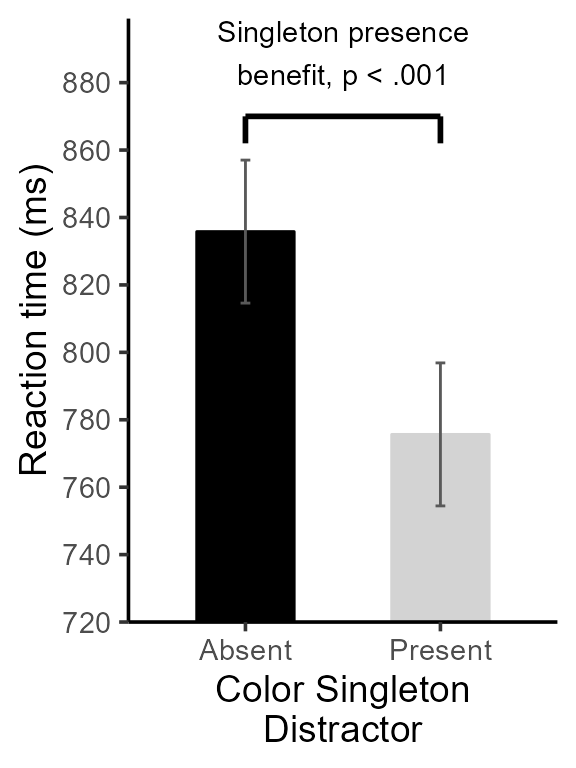 Singleton presence
benefit, p < .001
Reaction time (ms)
880
860
840
820
800
780
760
740
720
Absent
Present
Color Singleton
Distractor